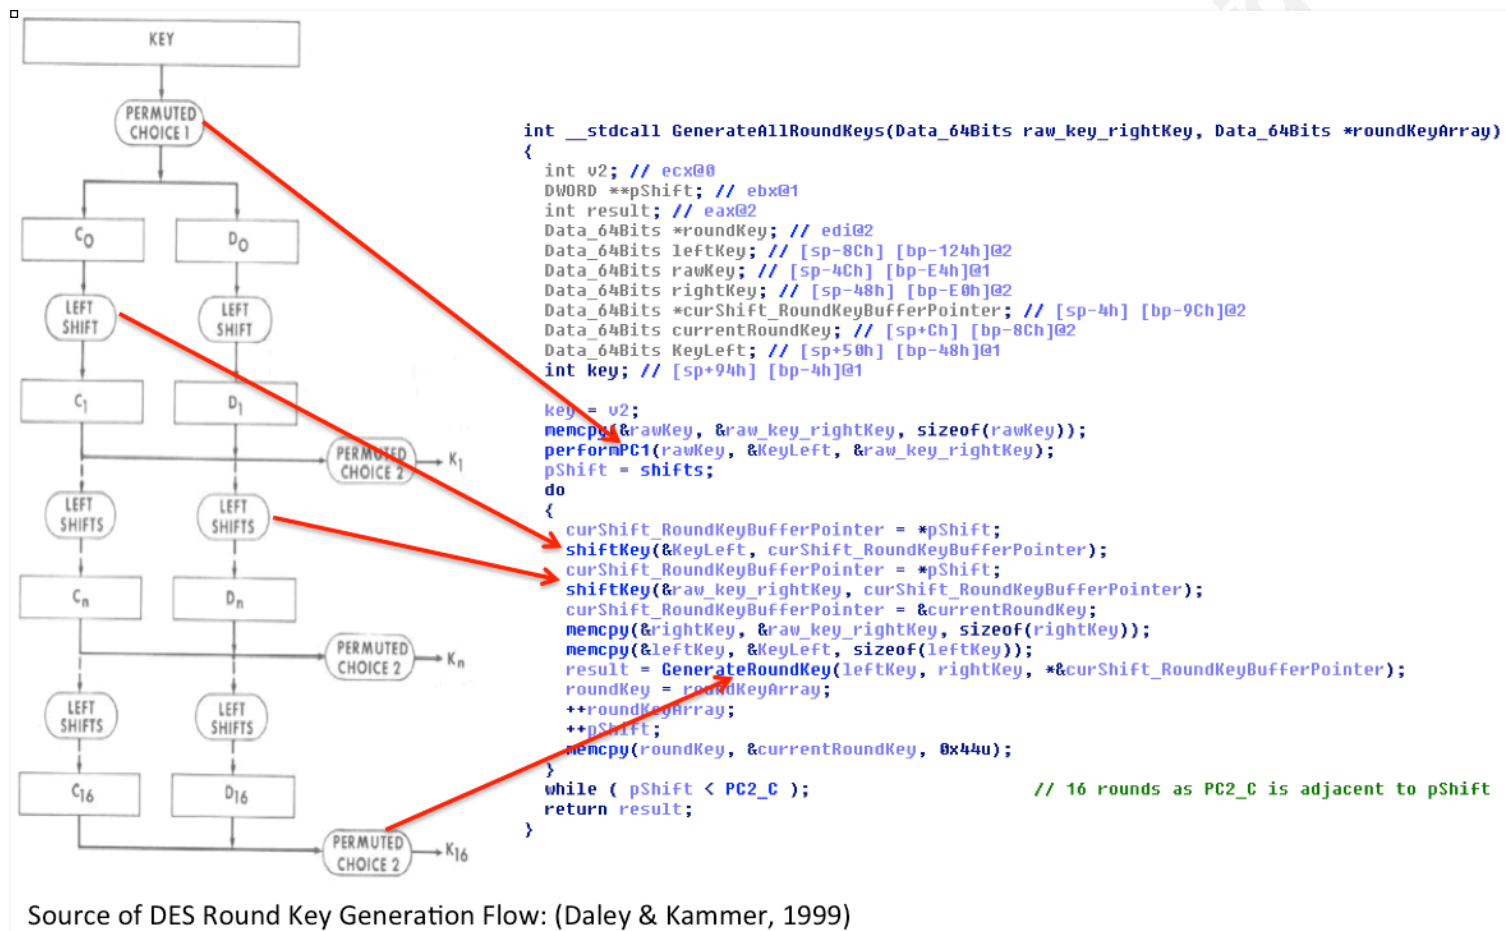 KEY
PERMUTED
CHOICE 1
C0
D0
LEFT
SHIFT
LEFT
SHIFT
C1
D1
PERMUTED
CHOICE 2
K1
LEFT
SHIFTS
LEFT
SHIFTS
Cn
Dn
PERMUTED
CHOICE 2
Kn
LEFT
SHIFTS
LEFT
SHIFTS
C16
D16
PERMUTED
CHOICE 2
K16
int __stdcall GenerateAllRoundKeys(Data_64Bits raw_key_rightKey, Data_64Bits *roundKeyArray)
{
int v2; // ecx@0
DWORD **pShift; // ebx@1
int result; // eax@2
Data_64Bits *roundKey; // edi@2
Data_64Bits leftKey; // [sp-8Ch] [bp-124h]@2
Data_64Bits rawKey; // [sp-4Ch] [bp-E4h]@1
Data_64Bits rightKey; // [sp-48h] [bp-E0h]@2
Data_64Bits *curShift_RoundKeyBufferPointer; // [sp-4h] [bp-9Ch]@2
Data_64Bits currentRoundKey; // [sp+Ch] [bp-8Ch]@2
Data_64Bits KeyLeft; // [sp+50h] [bp-48h]@1
int key; // [sp+94h] [bp-4h]@1
key = v2;
memcpy(&rawKey, &raw_key_rightKey, sizeof(rawKey));
performPC1(rawKey, &KeyLeft, &raw_key_rightKey);
pShift = shifts;
do
{
curShift_RoundKeyBufferPointer = *pShift;
shiftKey(&KeyLeft, curShift_RoundKeyBufferPointer);
curShift_RoundKeyBufferPointer = *pShift;
shiftKey(&raw_key_rightKey, curShift_RoundKeyBufferPointer);
curShift_RoundKeyBufferPointer = &currentRoundKey;
memcpy(&rightKey, &raw_key_rightKey, sizeof(rightKey));
memcpy(&leftKey, &KeyLeft, sizeof(leftKey));
result = GenerateRoundKey(leftKey, rightKey, *&curShift_RoundKeyBufferPointer);
roundKey = roundKeyArray;
++roundKeyArray;
++pShift;
memcpy(roundKey, &currentRoundKey, 0x44u);
}
while ( pShift < PC2_C ); // 16 rounds as PC2_C is adjacent to pShift
return result;
}
Source of DES Round Key Generation Flow: (Daley & Kammer, 1999)